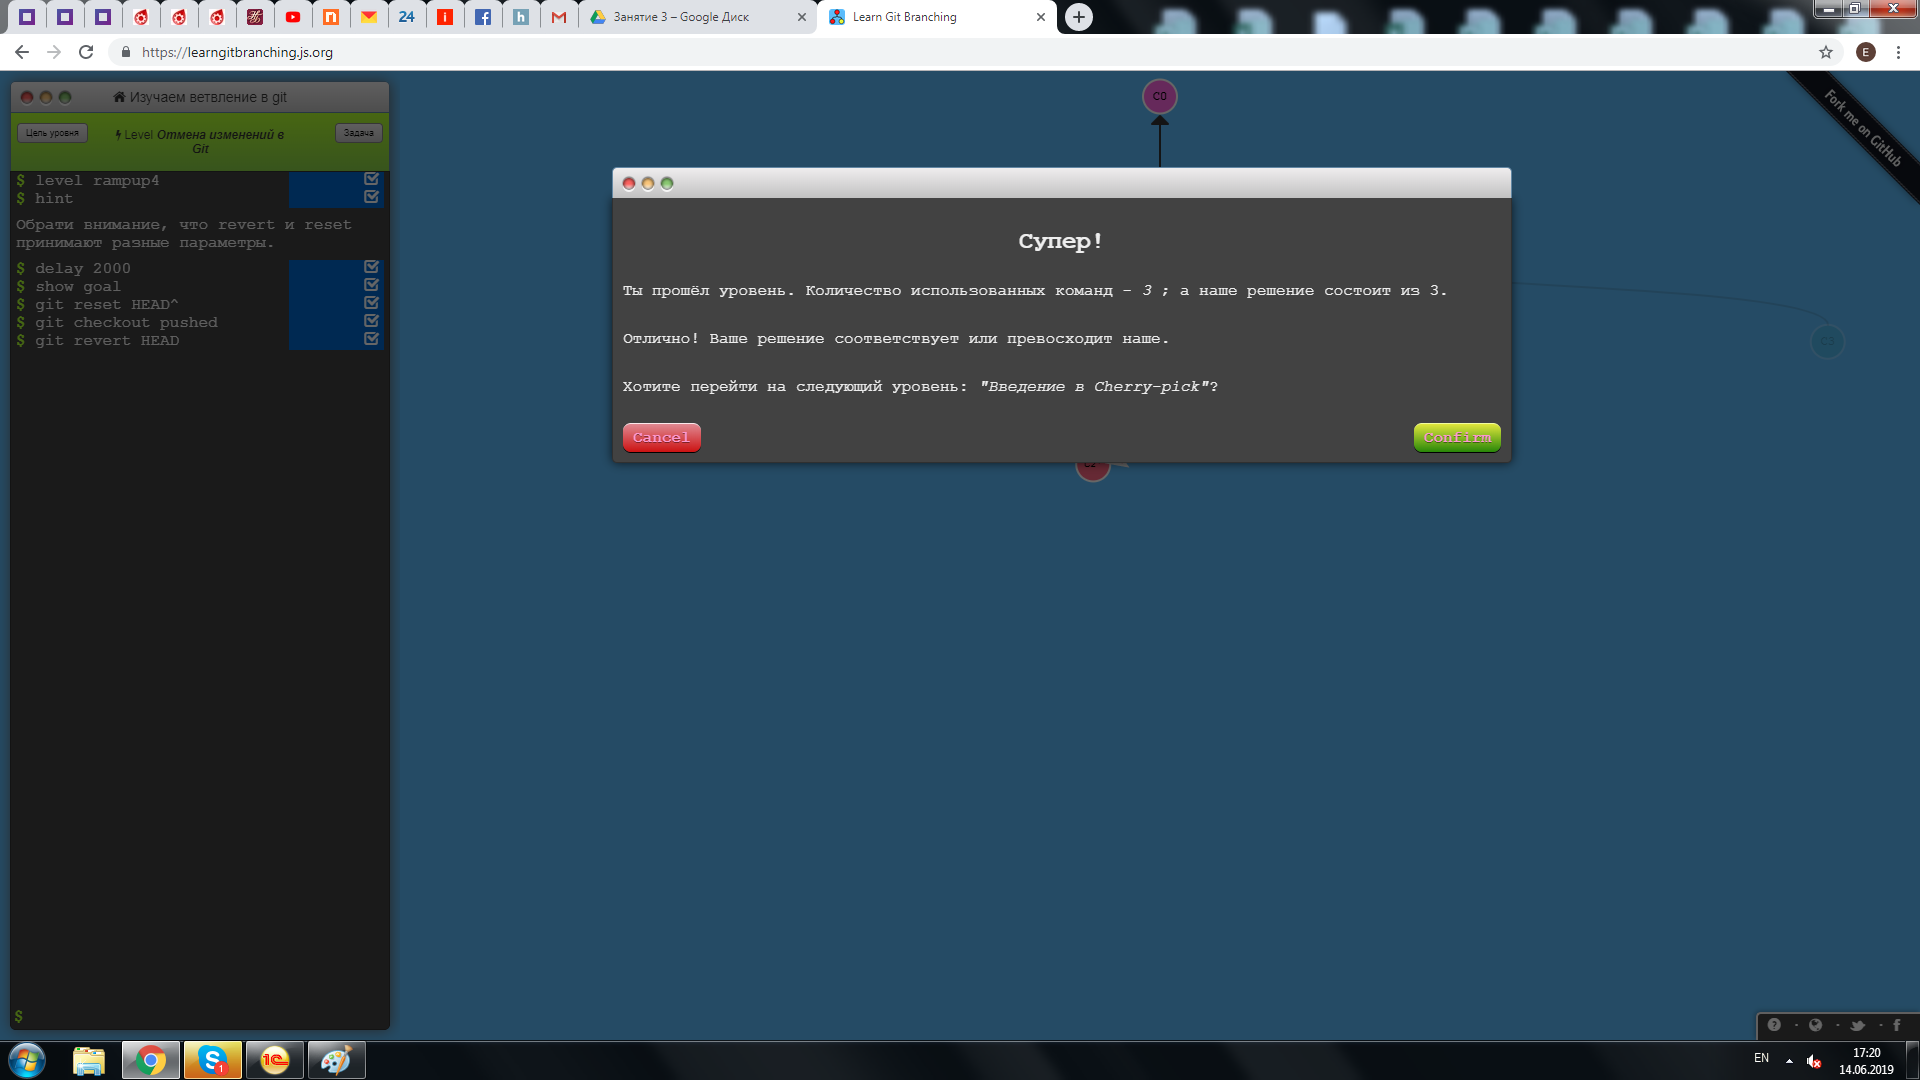 24
Занятие 3 – Google Диск
Learn Git Branching
https://learngitbranching.js.org
E
Изучаем ветвление в git
Цель уровня
Level Отмена изменений в
Git
Задача
$ level rampup4
$ hint
Обрати внимание, что revert и reset
принимают разные параметры.
$ delay 2000
$ show goal
$ git reset HEAD^
$ git checkout pushed
$ git revert HEAD
$
C0
Fork me on GitHub
Супер!
Ты прошёл уровень. Количество использованных команд – 3 ; а наше решение состоит из 3.
Отлично! Ваше решение соответствует или превосходит наше.
Хотите перейти на следующий уровень: "Введение в Cherry-pick"?
Cancel
Confirm
C3
EN
17:20
14.06.2019